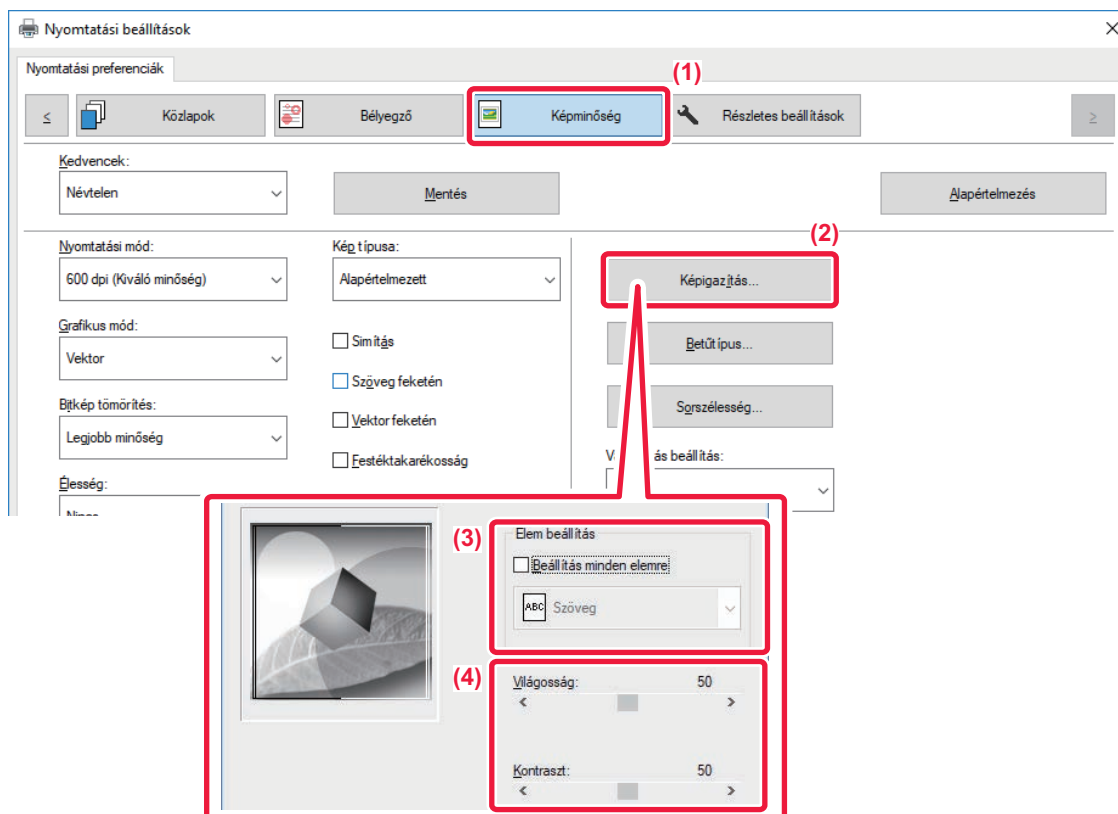 Nyomtatási beállítások
Nyomtatási preferenciák
(1)
<
Közlapok
Bélyegző
Képminőség
Részletes beállítások
>
Kedvencek:
Névtelen
Mentés
Alapértelmezés
(2)
Nyomtatási mód:
600 dpi (Kiváló minőség)
Kép típusa:
Alapértelmezett
Képigazítás...
Grafikus mód:
Vektor
Simítás
Szöveg feketén
Vektor feketén
Festéktakarékosság
Betűtípus...
Bitkép tömörítés:
Legjobb minőség
Sorszélesség...
ás beállítás:
Élesség:
(3)
Elem beállítás
Beállítás minden elemre
ABC Szöveg
(4)
Világosság: 50
< >
Kontraszt: 50
< >